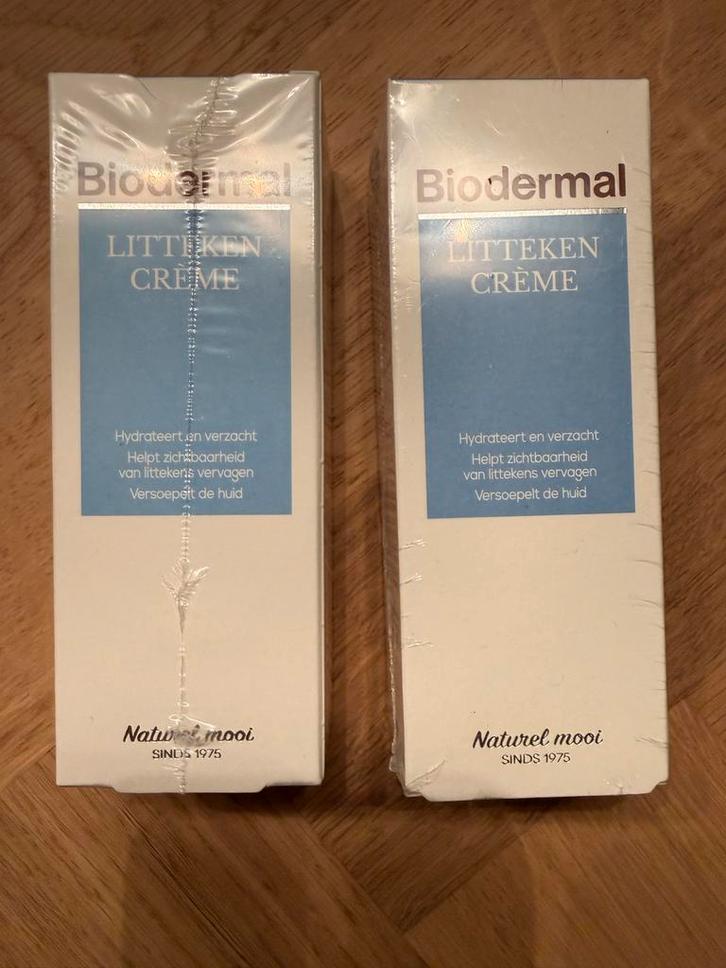 Biodermal
LITTEKEN
CRÈME
Hydrateert en verzacht
Helpt zichtbaarheid
van littekens vervagen
Versoepelt de huid
Naturel mooi
SINDS 1975
Biodermal
LITTEKEN
CRÈME
Hydrateert en verzacht
Helpt zichtbaarheid
van littekens vervagen
Versoepelt de huid
Naturel mooi
SINDS 1975